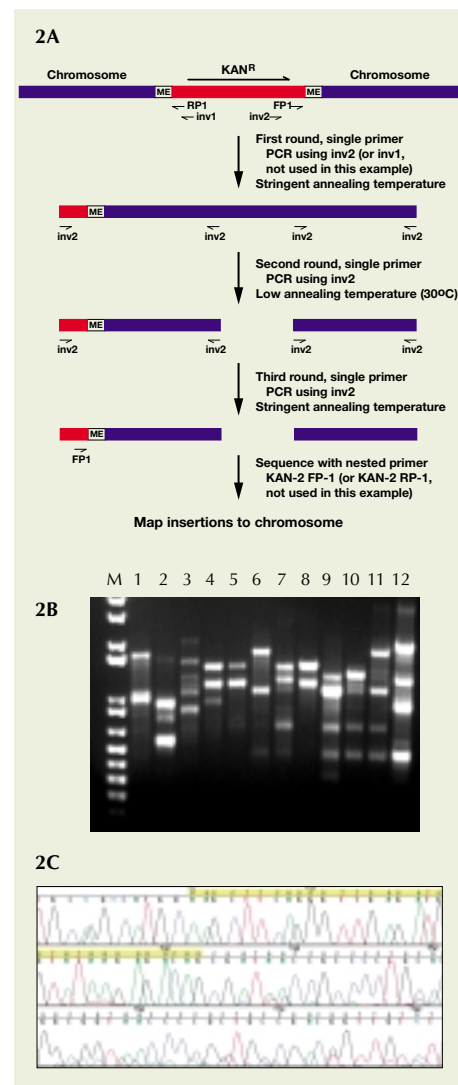 2A
KANR
Chromosome ME ME Chromosome
RP1 FP1
inv1 inv2
First round, single primer
PCR using inv2 (or inv1,
not used in this example)
Stringent annealing temperature
ME
inv2 inv2 inv2 inv2
Second round, single primer
PCR using inv2
Low annealing temperature (30ºC)
ME
inv2 inv2 inv2 inv2
Third round, single primer
PCR using inv2
Stringent annealing temperature
ME
FP1
Sequence with nested primer
KAN-2 FP-1 (or KAN-2 RP-1,
not used in this example)
Map insertions to chromosome
M 1 2 3 4 5 6 7 8 9 10 11 12
2B
2C